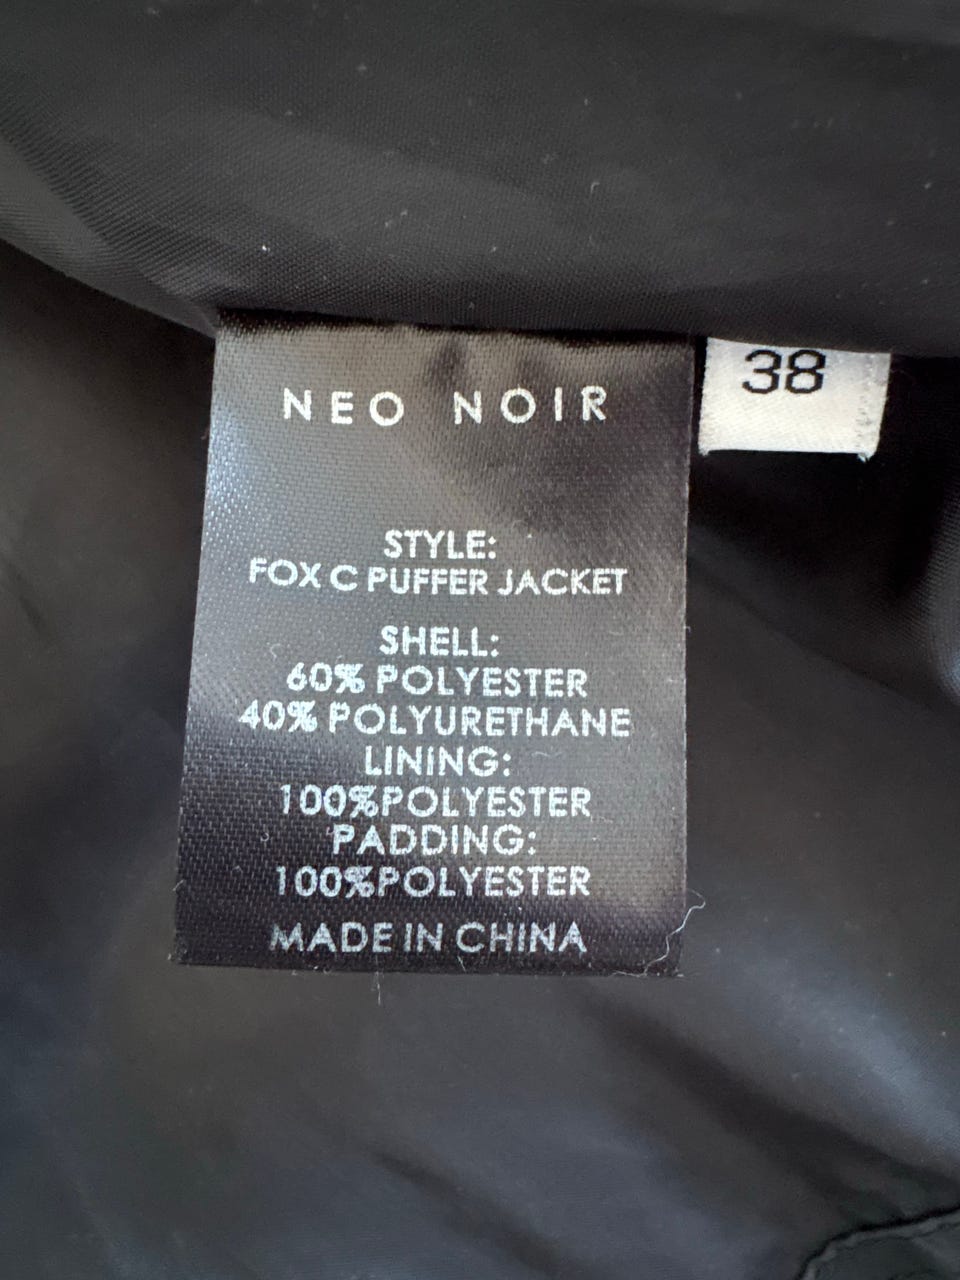 NEO NOIR
38
STYLE:
FOX C PUFFER JACKET
SHELL:
60% POLYESTER
40% POLYURETHANE
LINING:
100%POLYESTER
PADDING:
100%POLYESTER
MADE IN CHINA